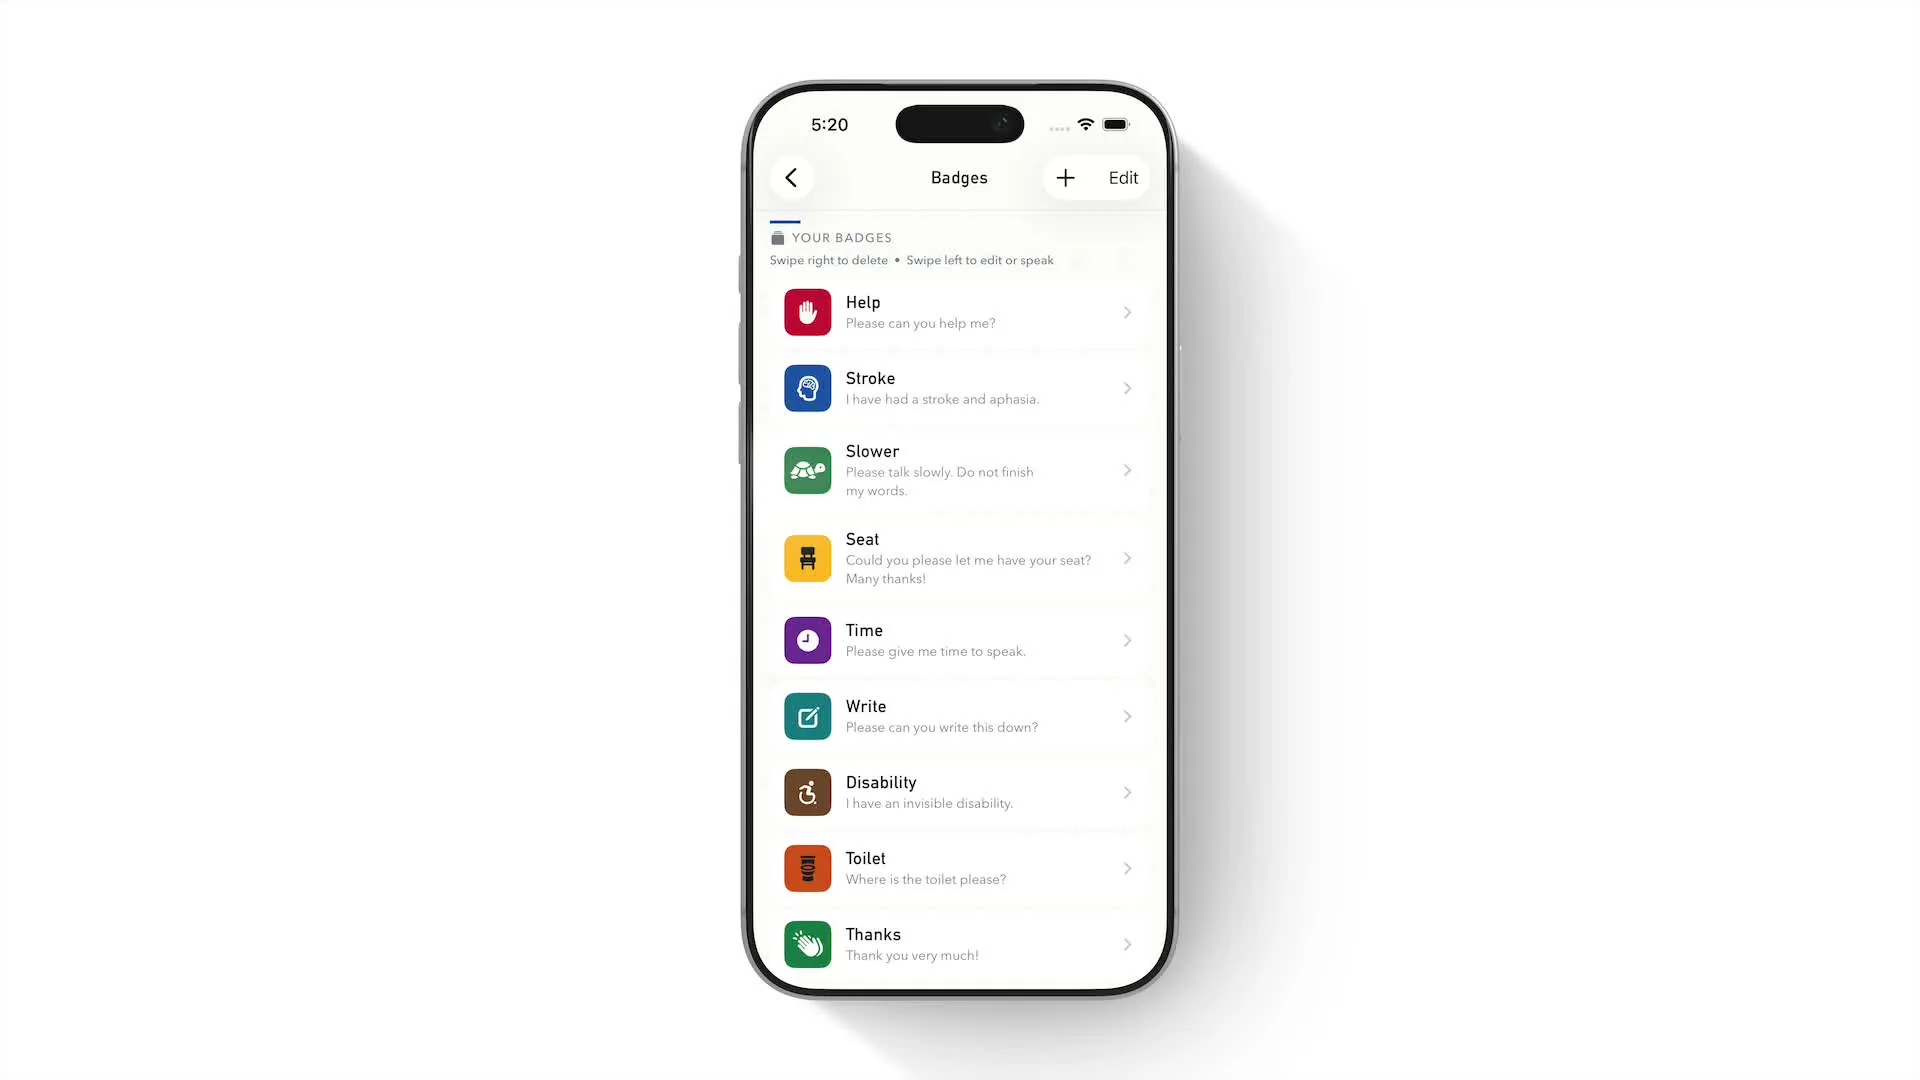 5:20
Badges
Edit
YOUR BADGES
Swipe right to delete • Swipe left to edit or speak
Help
Please can you help me?
Stroke
I have had a stroke and aphasia.
Slower
Please talk slowly. Do not finish
my words.
Seat
Could you please let me have your seat?
Many thanks!
Time
Please give me time to speak.
Write
Please can you write this down?
Disability
I have an invisible disability.
Toilet
Where is the toilet please?
Thanks
Thank you very much!